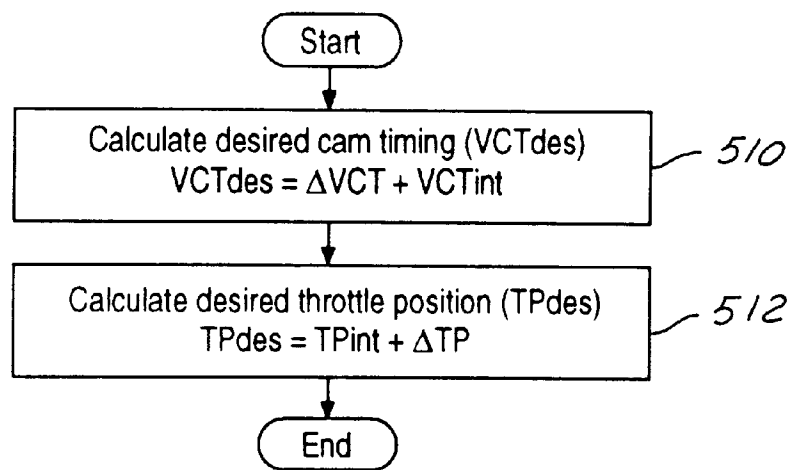 Start
Calculate desired cam timing (VCTdes)
VCTdes = ΔVCT + VCTint
510
Calculate desired throttle position (TPdes)
TPdes = TPint + ΔTP
512
End